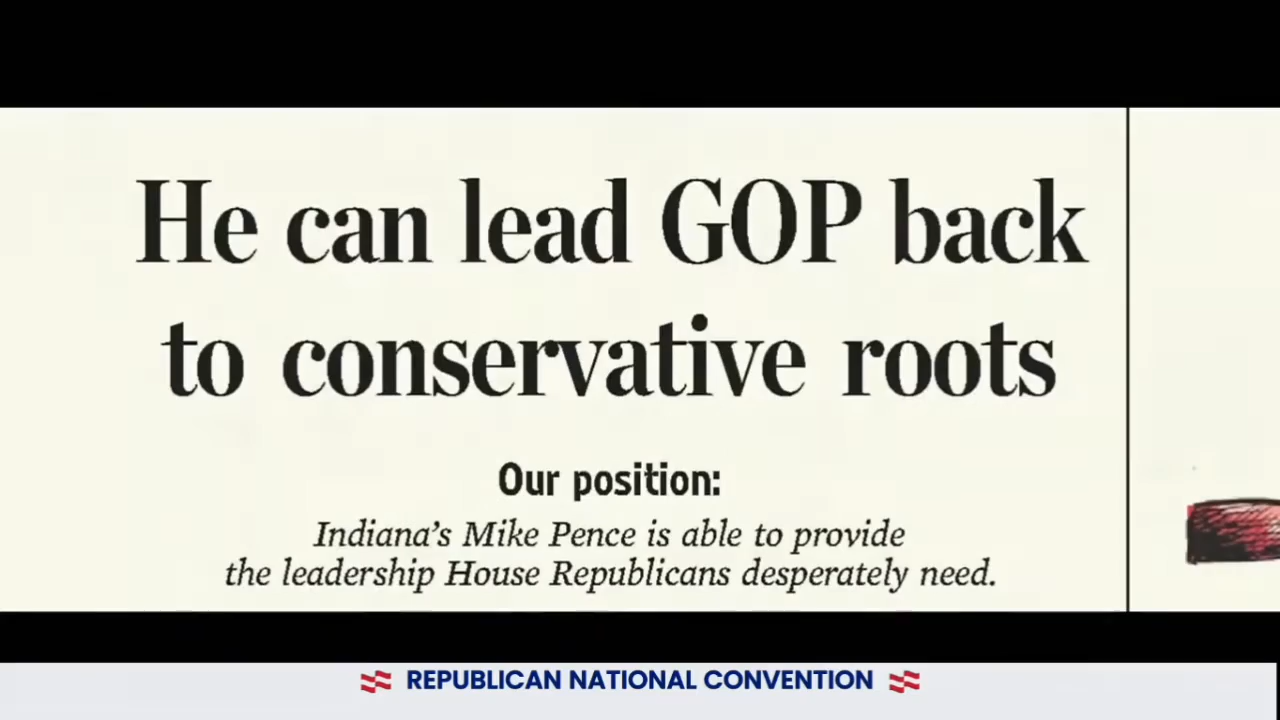 He can lead GOP back
to conservative roots
Our position:
Indiana’s Mike Pence is able to provide
the leadership House Republicans desperately need.
REPUBLICAN NATIONAL CONVENTION